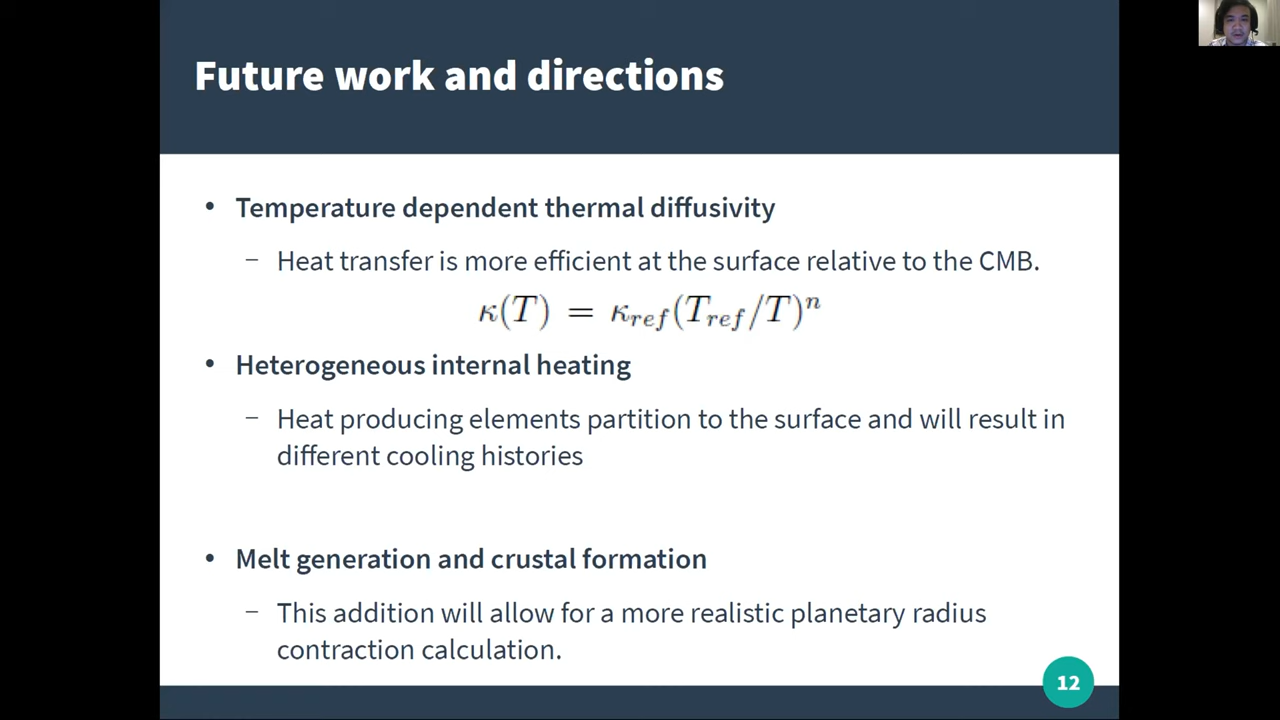 Future work and directions
• Temperature dependent thermal diffusivity
– Heat transfer is more efficient at the surface relative to the CMB.
κ(T) = κ_ref(T_ref/T)^n
• Heterogeneous internal heating
– Heat producing elements partition to the surface and will result in
different cooling histories
• Melt generation and crustal formation
– This addition will allow for a more realistic planetary radius
contraction calculation.
12